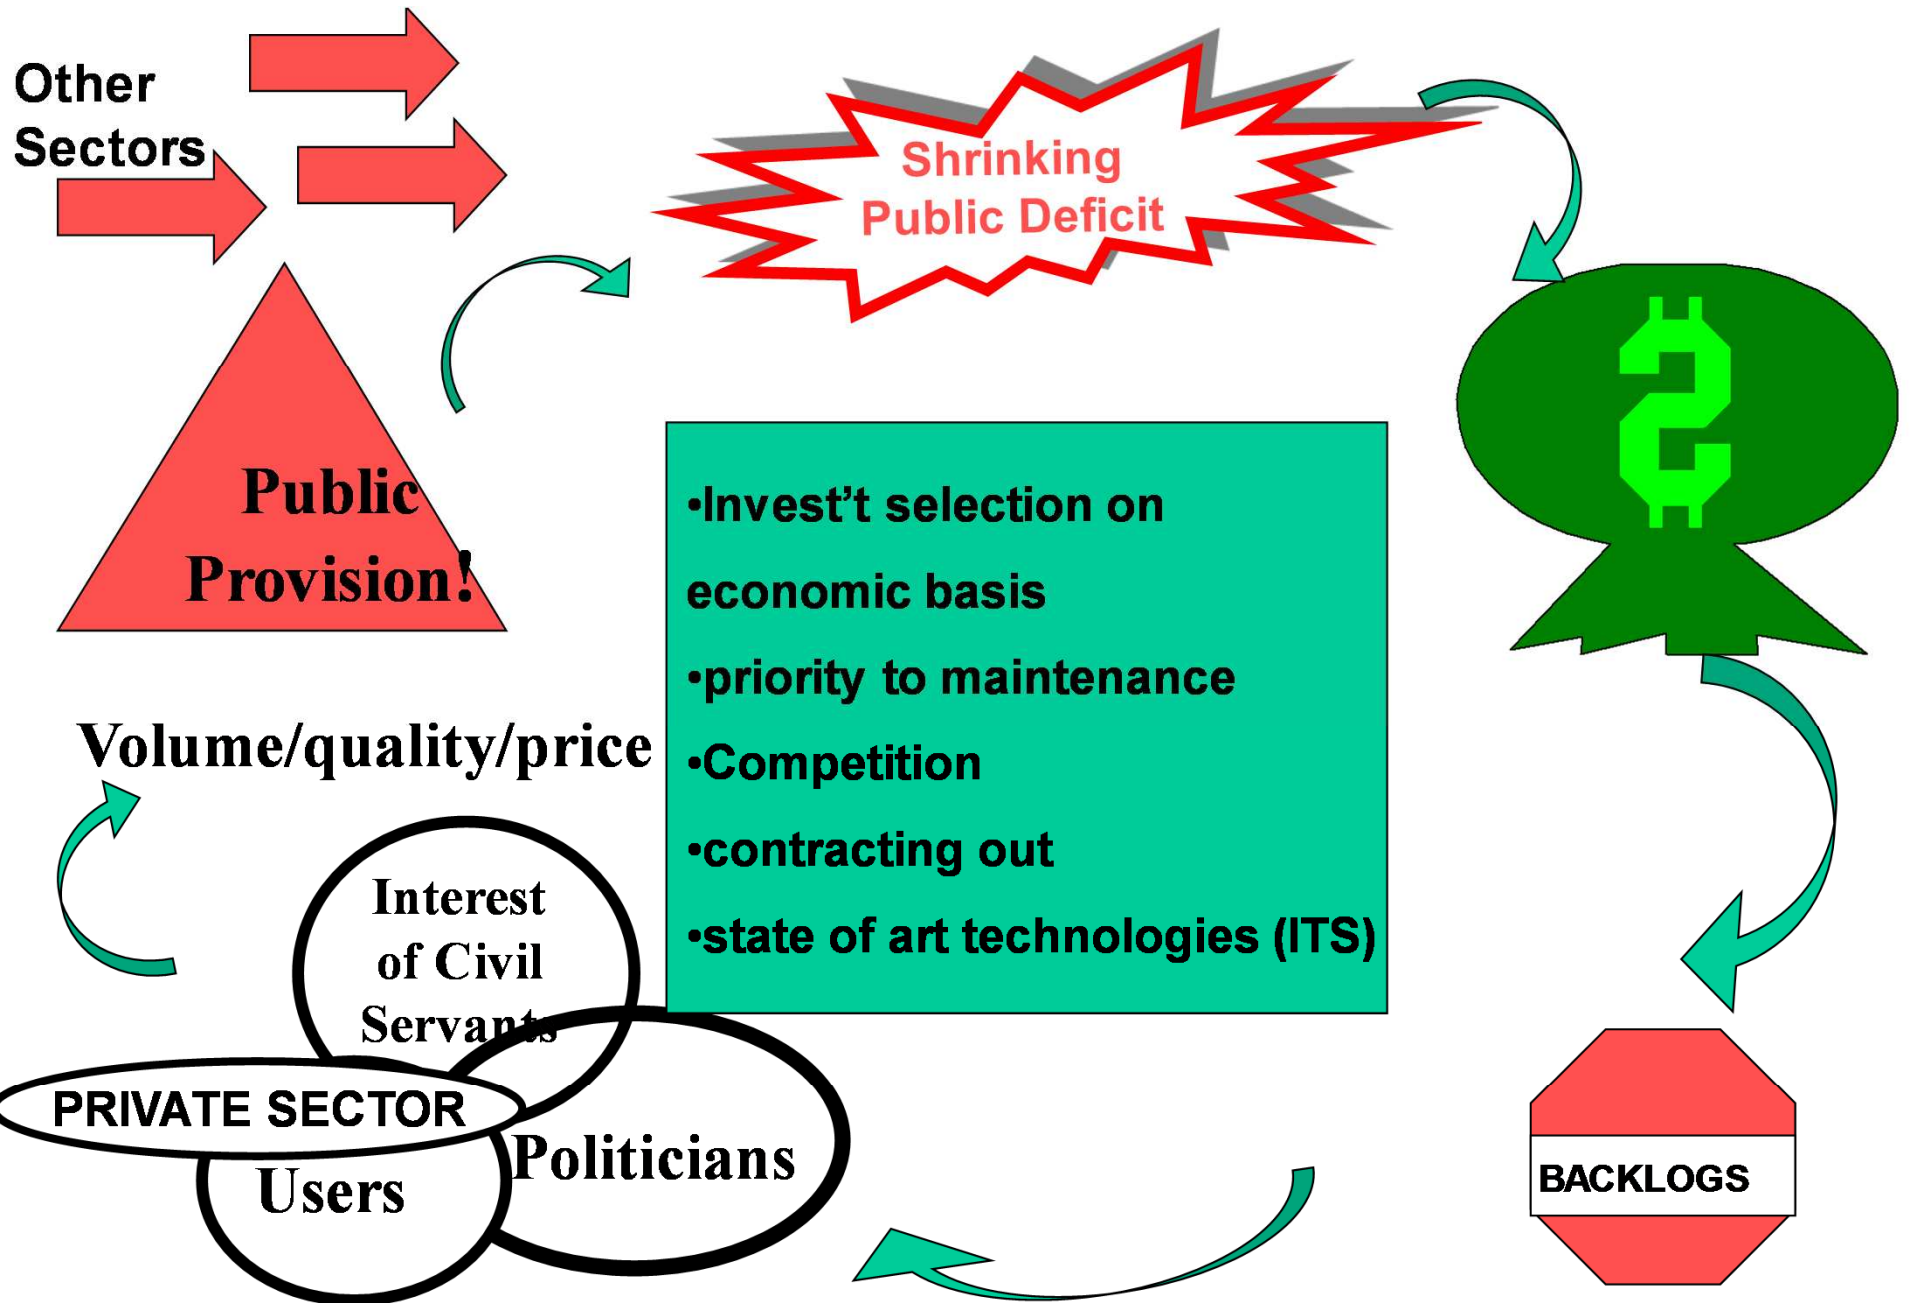 Other
Sectors
Shrinking
Public Deficit
$
Public
Provision!
•Invest’t selection on
economic basis
•priority to maintenance
•Competition
•contracting out
•state of art technologies (ITS)
Volume/quality/price
Interest
of Civil
Servants
PRIVATE SECTOR
Politicians
Users
BACKLOGS